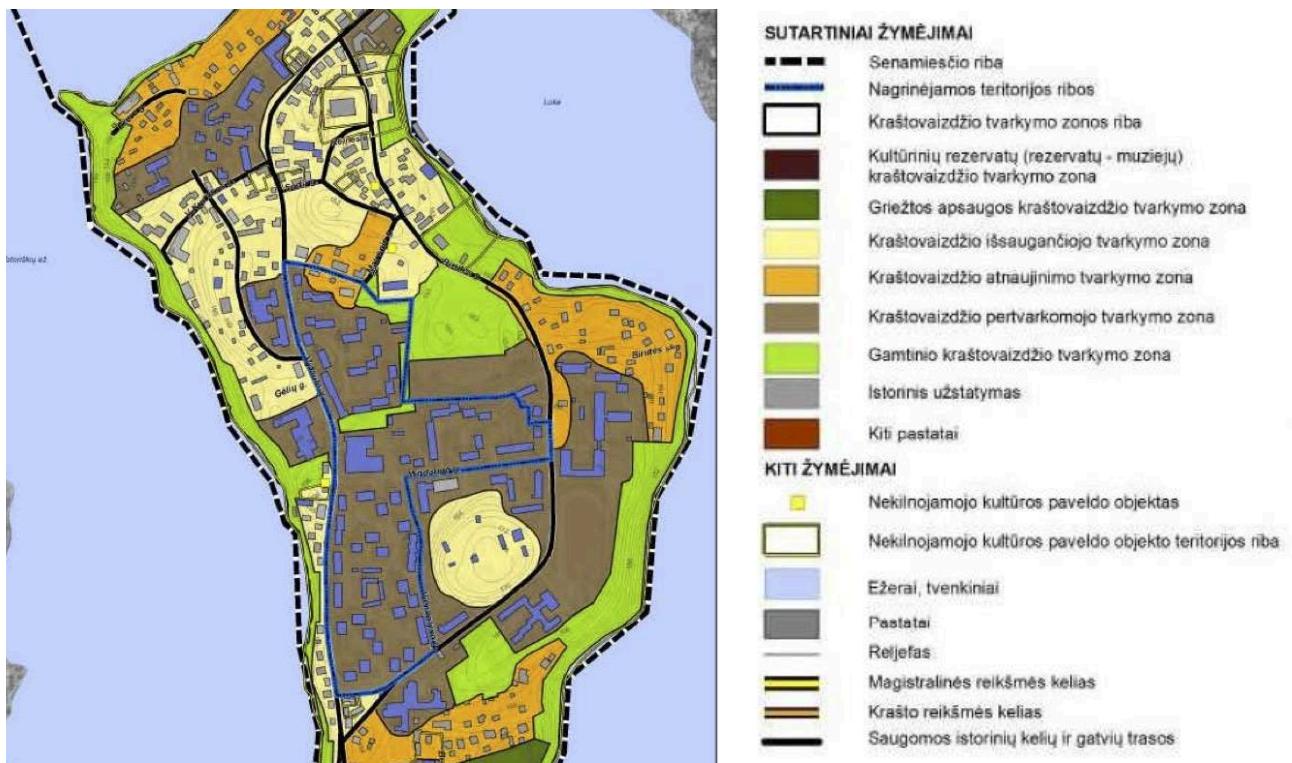 Luka
Gėlių g.
SUTARTINIAI ŽYMĖJIMAI
Senamiesčio riba
Nagrinėjamos teritorijos ribos
Kraštovaizdžio tvarkymo zonos riba
Kultūrinių rezervatų (rezervatų - muziejų)
kraštovaizdžio tvarkymo zona
Griežtos apsaugos kraštovaizdžio tvarkymo zona
Kraštovaizdžio išsaugančiojo tvarkymo zona
Kraštovaizdžio atnaujinimo tvarkymo zona
Kraštovaizdžio pertvarkomojo tvarkymo zona
Gamtinio kraštovaizdžio tvarkymo zona
Istorinis užstatymas
Kiti pastatai
KITI ŽYMĖJIMAI
Nekilnojamojo kultūros paveldo objektas
Nekilnojamojo kultūros paveldo objekto teritorijos riba
Ežerai, tvenkiniai
Pastatai
Reljefas
Magistralinės reikšmės kelias
Krašto reikšmės kelias
Saugomos istorinių kelių ir gatvių trasos